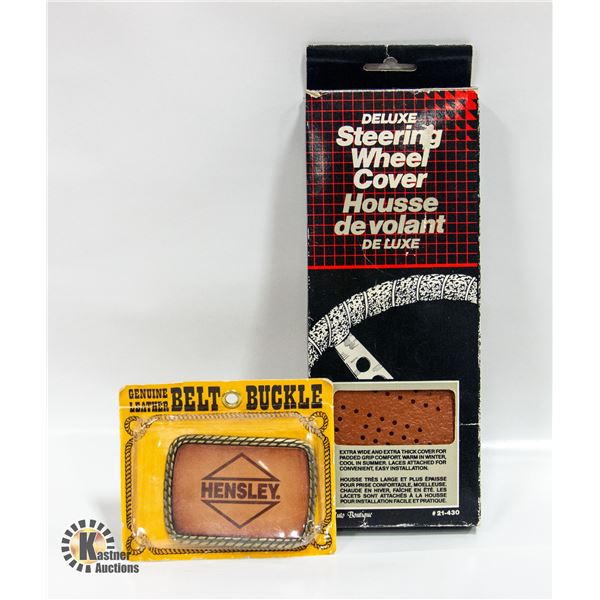 DELUXE
Steering
Wheel
Cover
Housse
de volant
DE LUXE
EXTRA WIDE AND EXTRA THICK COVER FOR
PADDED GRIP COMFORT. WARM IN WINTER,
COOL IN SUMMER. LACES ATTACHED FOR
CONVENIENT, EASY INSTALLATION.
HOUSSE TRÈS LARGE ET PLUS ÉPAISSE
POUR PRISE CONFORTABLE, MOELLEUSE.
CHAUDE EN HIVER, FRAÎCHE EN ÉTÉ. LES
LACETS SONT ATTACHÉS À LA HOUSSE
POUR INSTALLATION FACILE ET PRATIQUE.
Auto Boutique
# 21-430
GENUINE
LEATHER
BELT BUCKLE
HENSLEY
Kastner
Auctions